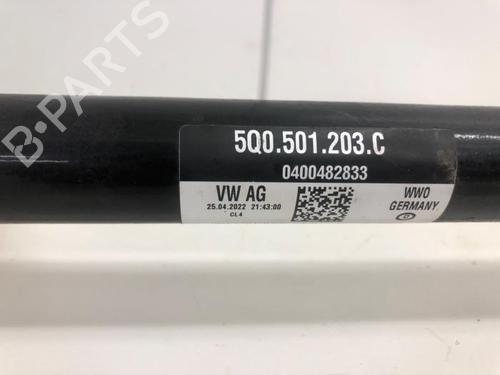 B-PARTS
5Q0.501.203.C
0400482833
VW AG
25.04.2022 21:43:00
CL4
WWO
GERMANY